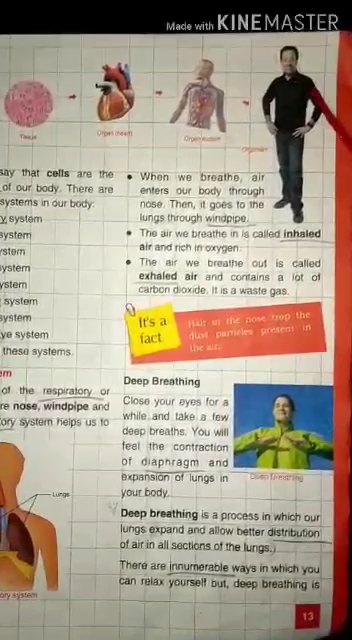 Made with KINEMASTER
Tissue
Organ (heart)
Organ system
Organism
say that cells are the
of our body. There are
systems in our body:
y system
system
ystem
system
system
system
system
ye system
these systems.
• When we breathe, air
enters our body through
nose. Then, it goes to the
lungs through windpipe.
• The air we breathe in is called inhaled
air and rich in oxygen.
• The air we breathe out is called
exhaled air and contains a lot of
carbon dioxide. It is a waste gas.
It's a
fact
Hair in the nose trap the
dust particles present in
the air.
em
of the respiratory or
re nose, windpipe and
ory system helps us to
Lungs
ory system
Deep Breathing
Close your eyes for a
while and take a few
deep breaths. You will
feel the contraction
of diaphragm and
expansion of lungs in
your body.
Deep breathing
Deep breathing is a process in which our
lungs expand and allow better distribution
of air in all sections of the lungs.
There are innumerable ways in which you
can relax yourself but, deep breathing is
13